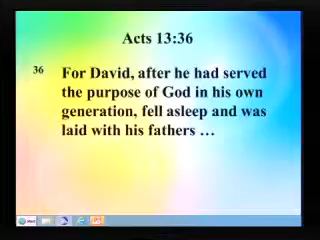 Acts 13:36
36 For David, after he had served
the purpose of God in his own
generation, fell asleep and was
laid with his fathers …